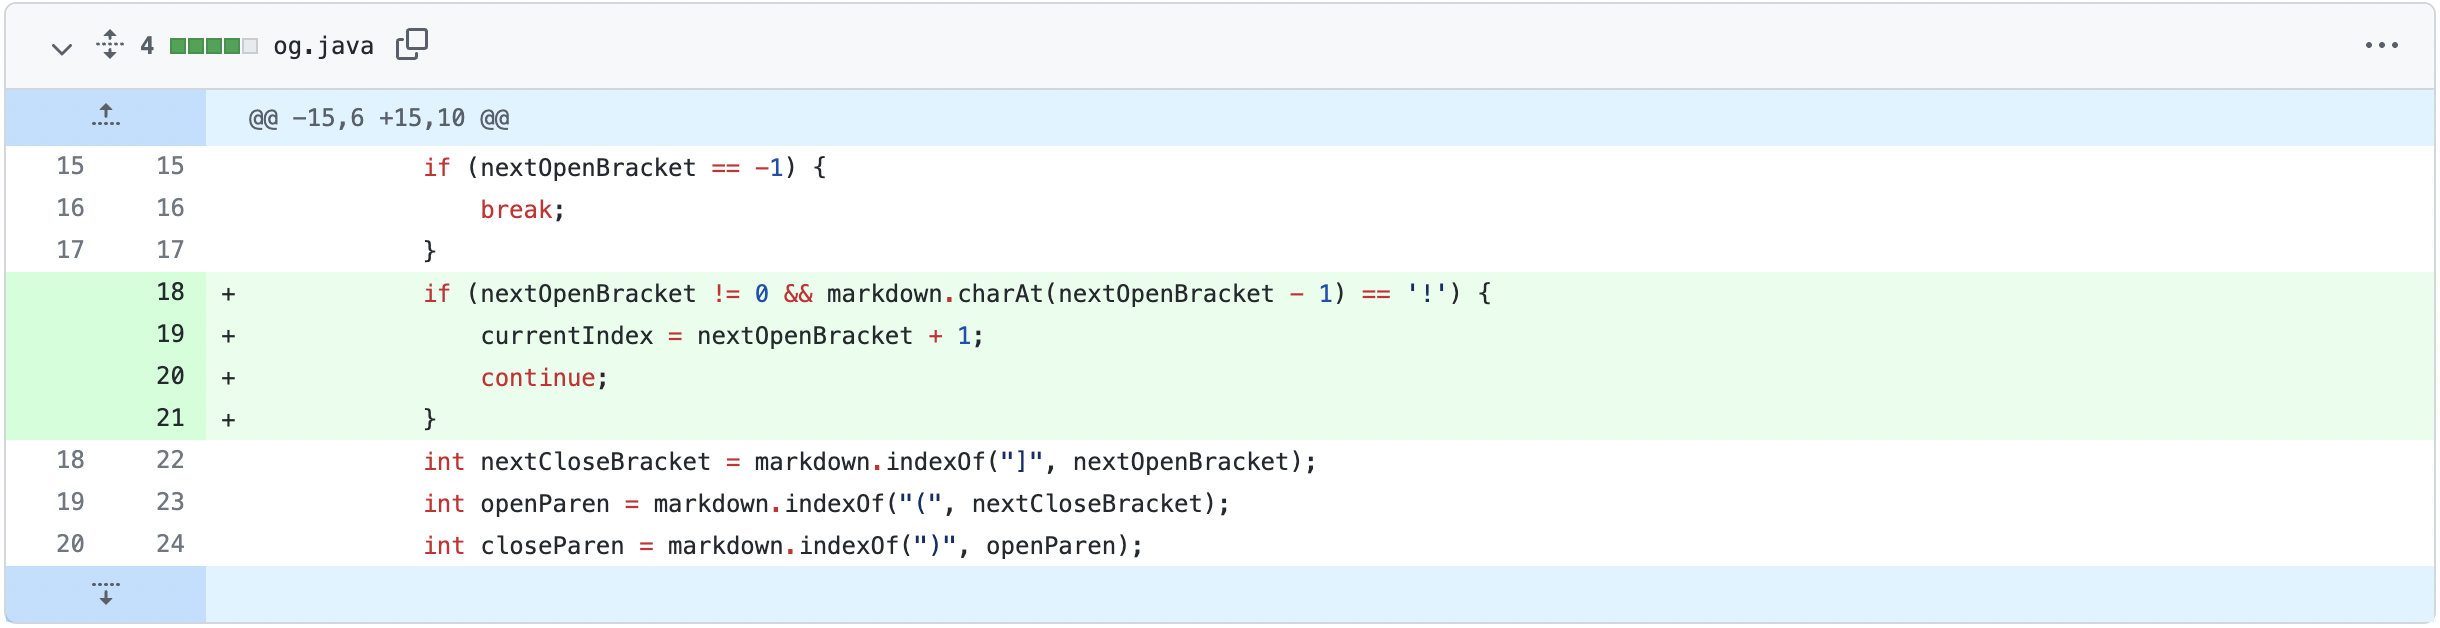 4 og.java
@@ -15,6 +15,10 @@
15 15 if (nextOpenBracket == -1) {
16 16 break;
17 17 }
18 + if (nextOpenBracket != 0 && markdown.charAt(nextOpenBracket - 1) == '!') {
19 + currentIndex = nextOpenBracket + 1;
20 + continue;
21 + }
18 22 int nextCloseBracket = markdown.indexOf("]", nextOpenBracket);
19 23 int openParen = markdown.indexOf("(", nextCloseBracket);
20 24 int closeParen = markdown.indexOf(")", openParen);